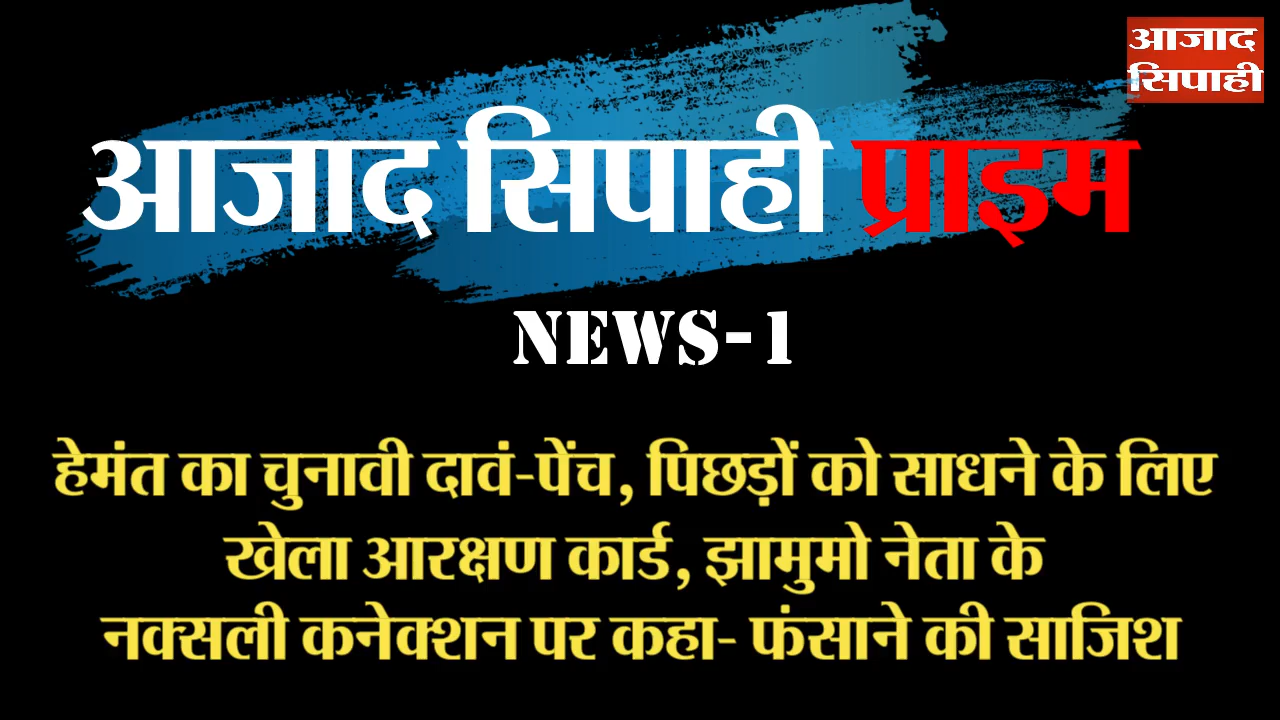 आजाद
सिपाही
आजाद सिपाही प्राइम
NEWS-1
हेमंत का चुनावी दावं-पेंच, पिछड़ों को साधने के लिए
खेला आरक्षण कार्ड, झामुमो नेता के
नक्सली कनेक्शन पर कहा- फंसाने की साजिश